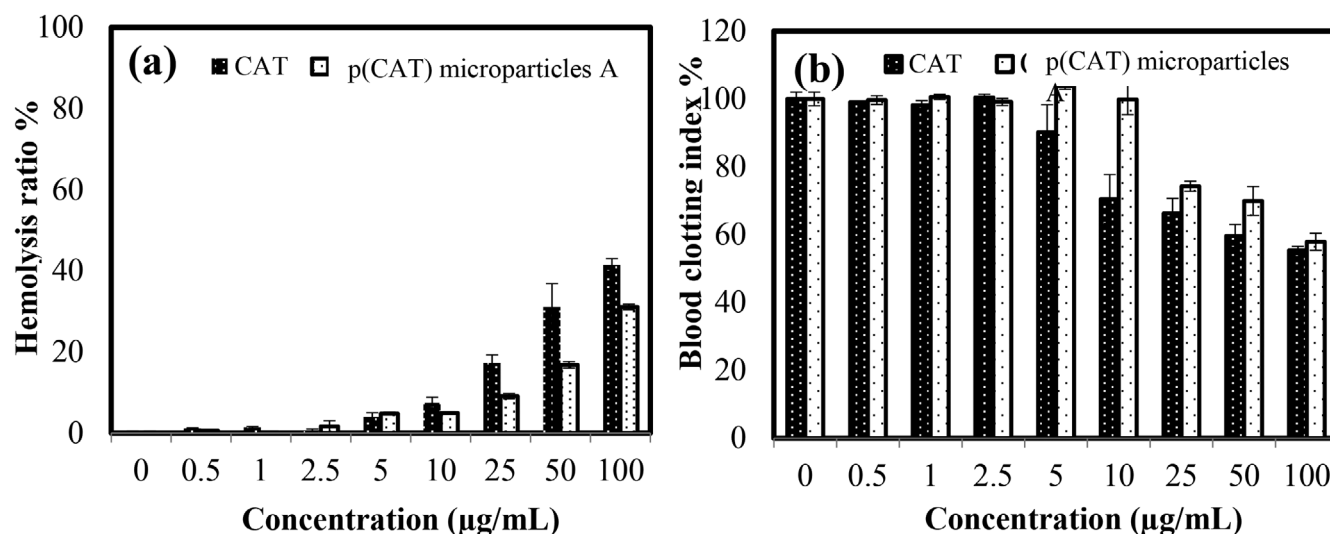 (a)
CAT
p(CAT) microparticles A
Hemolysis ratio %
100
80
60
40
20
0
0 0.5 1 2.5 5 10 25 50 100
Concentration (μg/mL)
(b)
CAT
( p(CAT) microparticles
A
Blood clotting index %
120
100
80
60
40
20
0
0 0.5 1 2.5 5 10 25 50 100
Concentration (μg/mL)